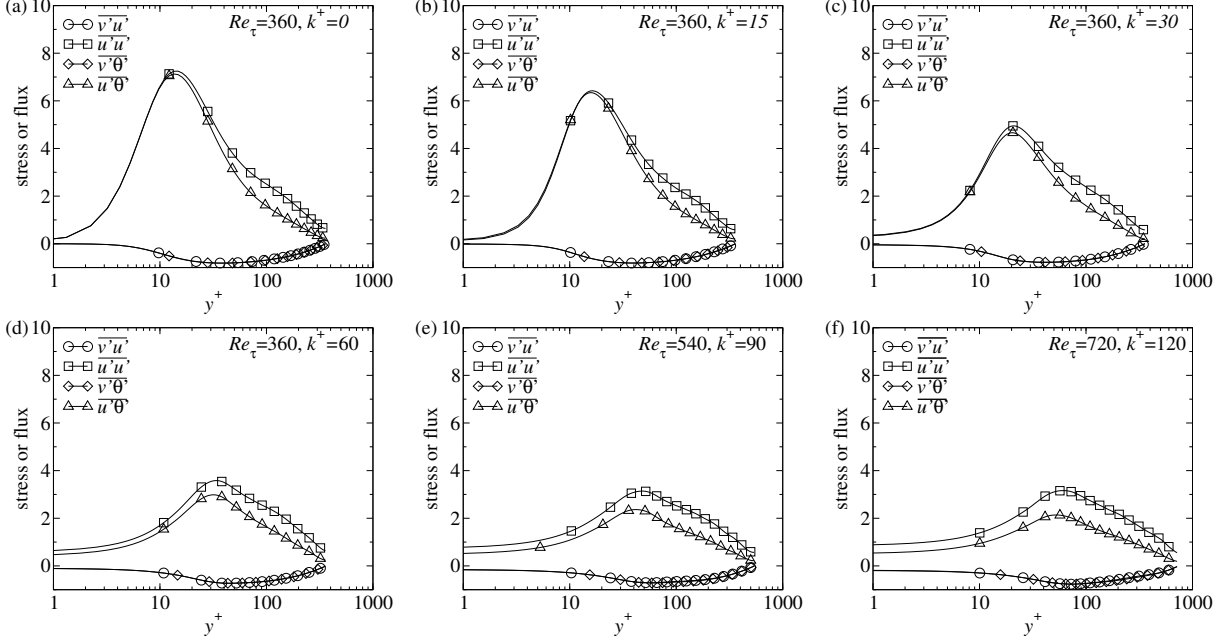 (a) Re_τ=360, k^+=0
10
8
6
4
2
0
stress or flux
v'u'
u'u'
v'θ'
u'θ'
1 10 100 1000
y^+
(b) Re_τ=360, k^+=15
10
8
6
4
2
0
stress or flux
v'u'
u'u'
v'θ'
u'θ'
1 10 100 1000
y^+
(c) Re_τ=360, k^+=30
10
8
6
4
2
0
stress or flux
v'u'
u'u'
v'θ'
u'θ'
1 10 100 1000
y^+
(d) Re_τ=360, k^+=60
10
8
6
4
2
0
stress or flux
v'u'
u'u'
v'θ'
u'θ'
1 10 100 1000
y^+
(e) Re_τ=540, k^+=90
10
8
6
4
2
0
stress or flux
v'u'
u'u'
v'θ'
u'θ'
1 10 100 1000
y^+
(f) Re_τ=720, k^+=120
10
8
6
4
2
0
stress or flux
v'u'
u'u'
v'θ'
u'θ'
1 10 100 1000
y^+